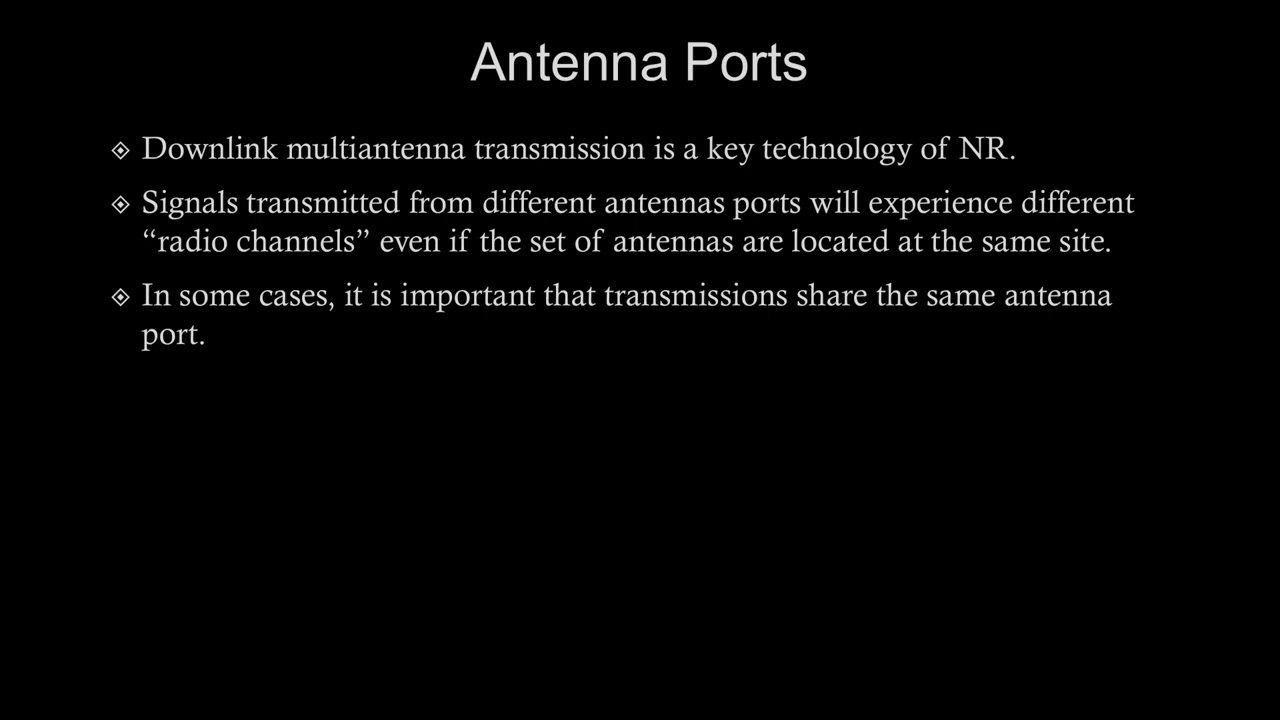 Antenna Ports
Downlink multiantenna transmission is a key technology of NR.
Signals transmitted from different antennas ports will experience different
“radio channels” even if the set of antennas are located at the same site.
In some cases, it is important that transmissions share the same antenna
port.